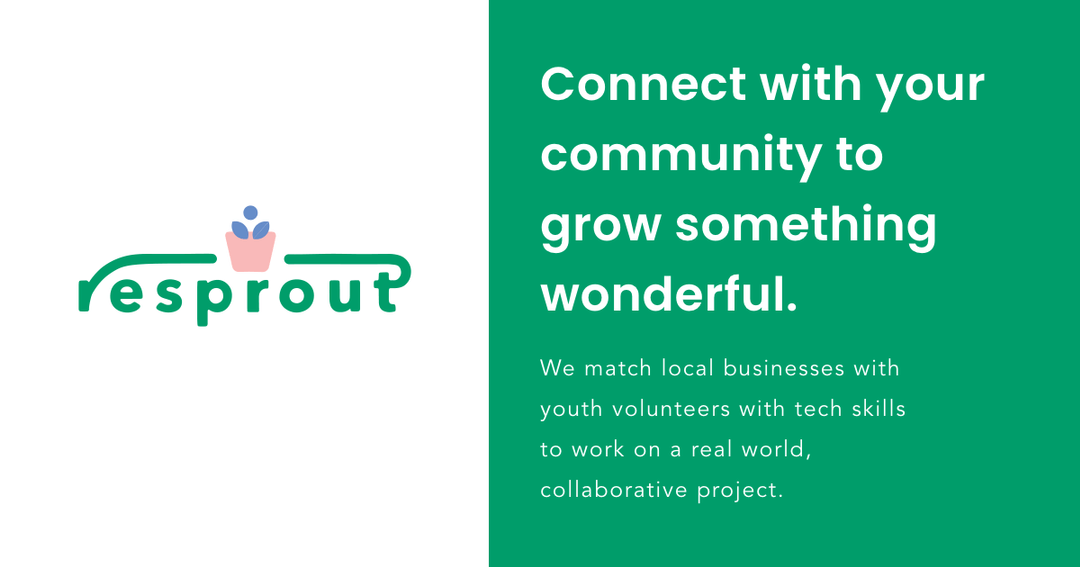 resprout
Connect with your
community to
grow something
wonderful.
We match local businesses with
youth volunteers with tech skills
to work on a real world,
collaborative project.